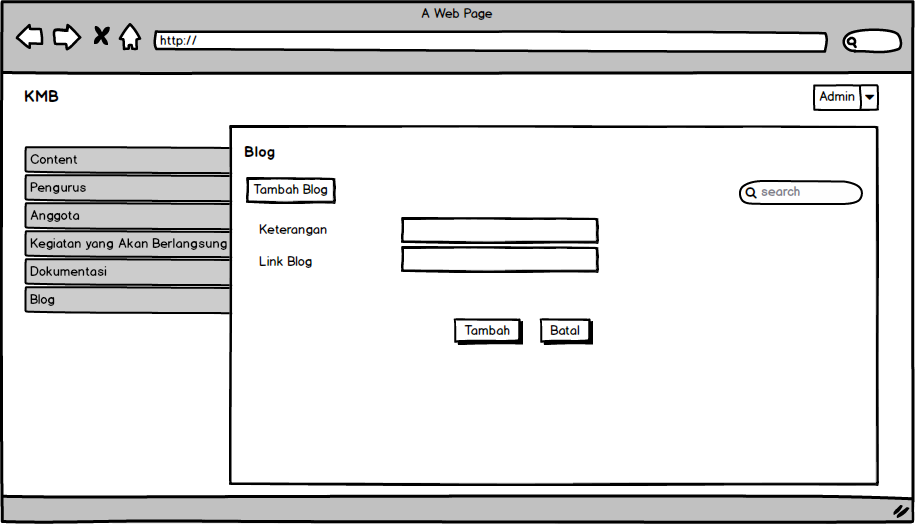 A Web Page
http://
KMB
Admin
Content
Pengurus
Anggota
Kegiatan yang Akan Berlangsung
Dokumentasi
Blog
Blog
Tambah Blog
search
Keterangan
Link Blog
Tambah
Batal